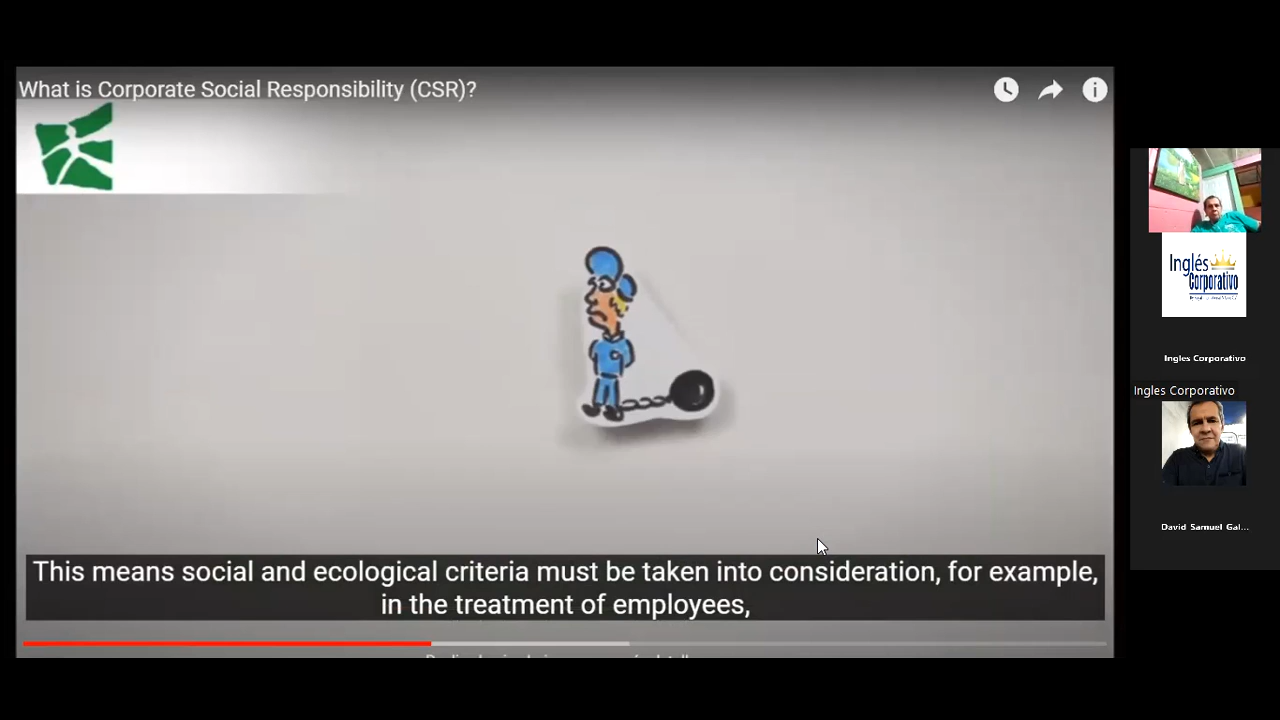 What is Corporate Social Responsibility (CSR)?
This means social and ecological criteria must be taken into consideration, for example,
in the treatment of employees,
Inglés
Corporativo
Ingles Corporativo
Ingles Corporativo
David Samuel Gal...